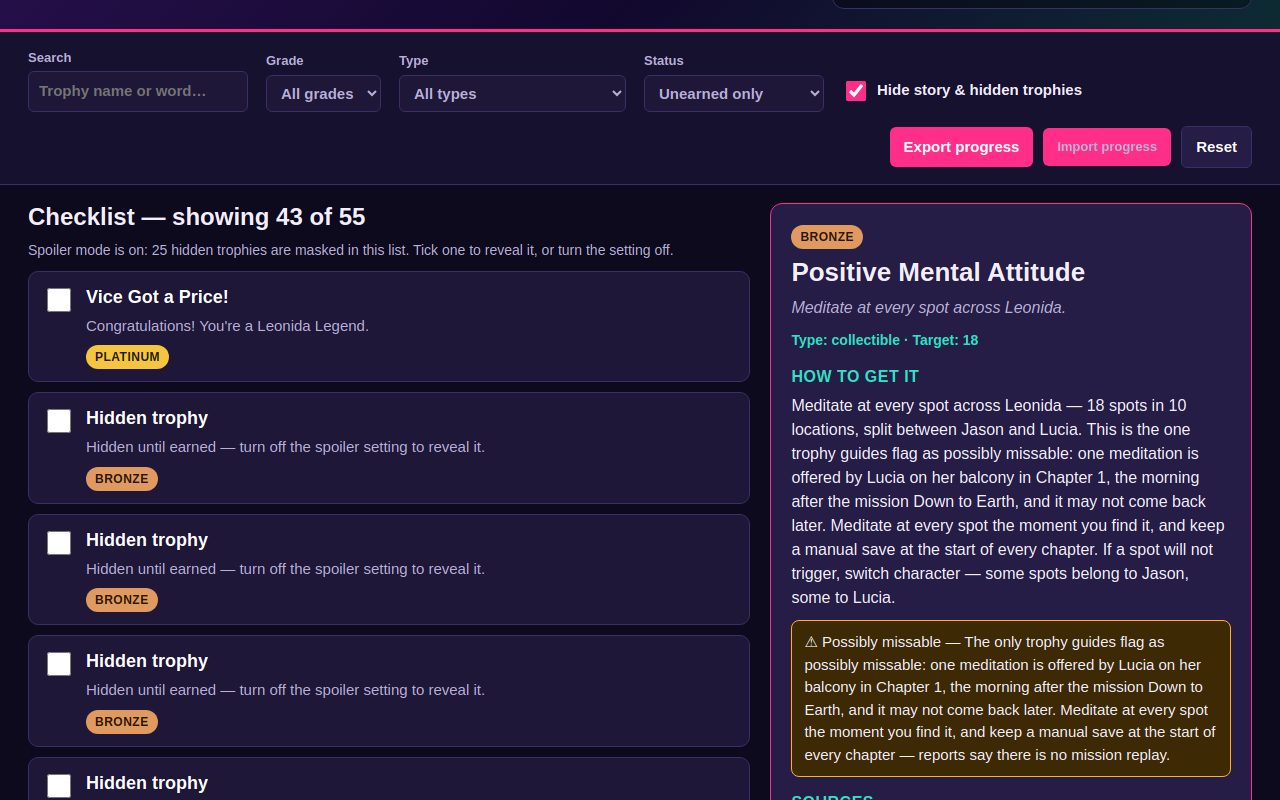 Search
Grade
Type
Status
Trophy name or word…
All grades
All types
Unearned only
Hide story & hidden trophies
Export progress
Import progress
Reset
Checklist — showing 43 of 55
Spoiler mode is on: 25 hidden trophies are masked in this list. Tick one to reveal it, or turn the setting off.
Vice Got a Price!
Congratulations! You're a Leonida Legend.
PLATINUM
Hidden trophy
Hidden until earned — turn off the spoiler setting to reveal it.
BRONZE
Hidden trophy
Hidden until earned — turn off the spoiler setting to reveal it.
BRONZE
Hidden trophy
Hidden until earned — turn off the spoiler setting to reveal it.
BRONZE
Hidden trophy
BRONZE
Positive Mental Attitude
Meditate at every spot across Leonida.
Type: collectible · Target: 18
HOW TO GET IT
Meditate at every spot across Leonida — 18 spots in 10
locations, split between Jason and Lucia. This is the one
trophy guides flag as possibly missable: one meditation is
offered by Lucia on her balcony in Chapter 1, the morning
after the mission Down to Earth, and it may not come back
later. Meditate at every spot the moment you find it, and keep
a manual save at the start of every chapter. If a spot will not
trigger, switch character — some spots belong to Jason,
some to Lucia.
⚠ Possibly missable — The only trophy guides flag as
possibly missable: one meditation is offered by Lucia on her
balcony in Chapter 1, the morning after the mission Down to
Earth, and it may not come back later. Meditate at every spot
the moment you find it, and keep a manual save at the start of
every chapter — reports say there is no mission replay.
SOURCES